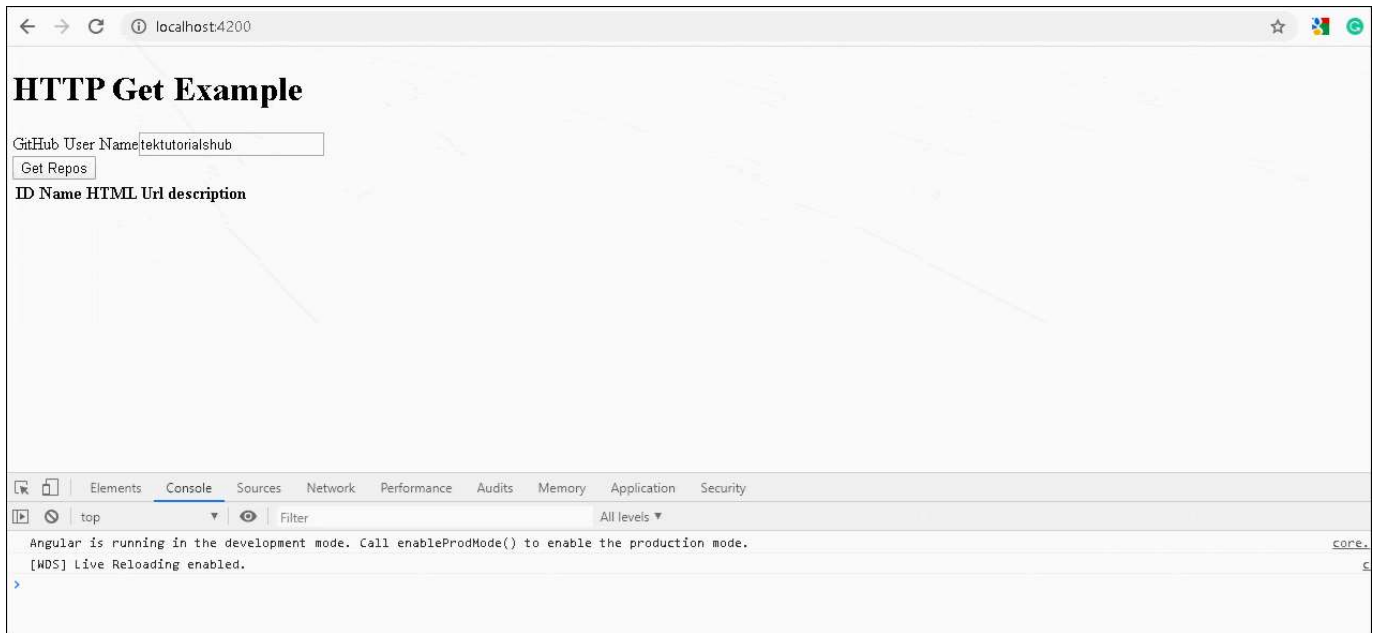 localhost:4200
HTTP Get Example
GitHub User Name tektutorialshub
Get Repos
ID Name HTML Url description
Elements Console Sources Network Performance Audits Memory Application Security
top Filter All levels
Angular is running in the development mode. Call enableProdMode() to enable the production mode. core.
[WDS] Live Reloading enabled. c